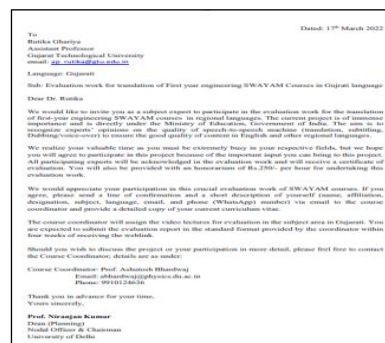 Dated: 17th March 2022
To
Rutika Ghariya
Assistant Professor
Gujarat Technological University
email: ap_rutika@gtu.edu.in
Language: Gujarati
Sub: Evaluation work for translation of First year engineering SWAYAM Courses in Gujrati language
Dear Dr. Rutika
We would like to invite you as a subject expert to participate in the evaluation work for the translation
of first-year engineering SWAYAM courses in regional languages. The current project is of immense
importance and is directly under the Ministry of Education, Government of India. The aim is to
recognize experts' opinions on the quality of speech-to-speech machine (translation, subtitling,
Dubbing/voice-over) to ensure the good quality of content in English and other regional languages.
We realize your valuable time as you must be extremely busy in your respective fields, but we hope
you will agree to participate in this project because of the important input you can bring to this project.
All participating experts will be acknowledged in the evaluation work and will receive a certificate of
evaluation. You will also be provided with an honorarium of Rs.250/- per hour for undertaking this
evaluation work.
We would appreciate your participation in this crucial evaluation work of SWAYAM courses. If you
agree, please send a line of confirmation and a short description of yourself (name, affiliation,
designation, subject, language, email, and phone (WhatsApp) number) via email to the course
coordinator and provide a detailed copy of your current curriculum vitae.
The course coordinator will assign the video lectures for evaluation in the subject area in Gujarati. You
are expected to submit the evaluation report in the standard format provided by the coordinator within
four weeks of receiving the weblink.
Should you wish to discuss the project or your participation in more detail, please feel free to contact
the Course Coordinator; details are as under:
Course Coordinator: Prof. Ashutosh Bhardwaj
Email: abhardwaj@physics.du.ac.in
Phone: 9910124636
Thank you in advance for your time,
Yours sincerely,
Prof. Niranjan Kumar
Dean (Planning)
Nodal Officer & Chairman
University of Delhi